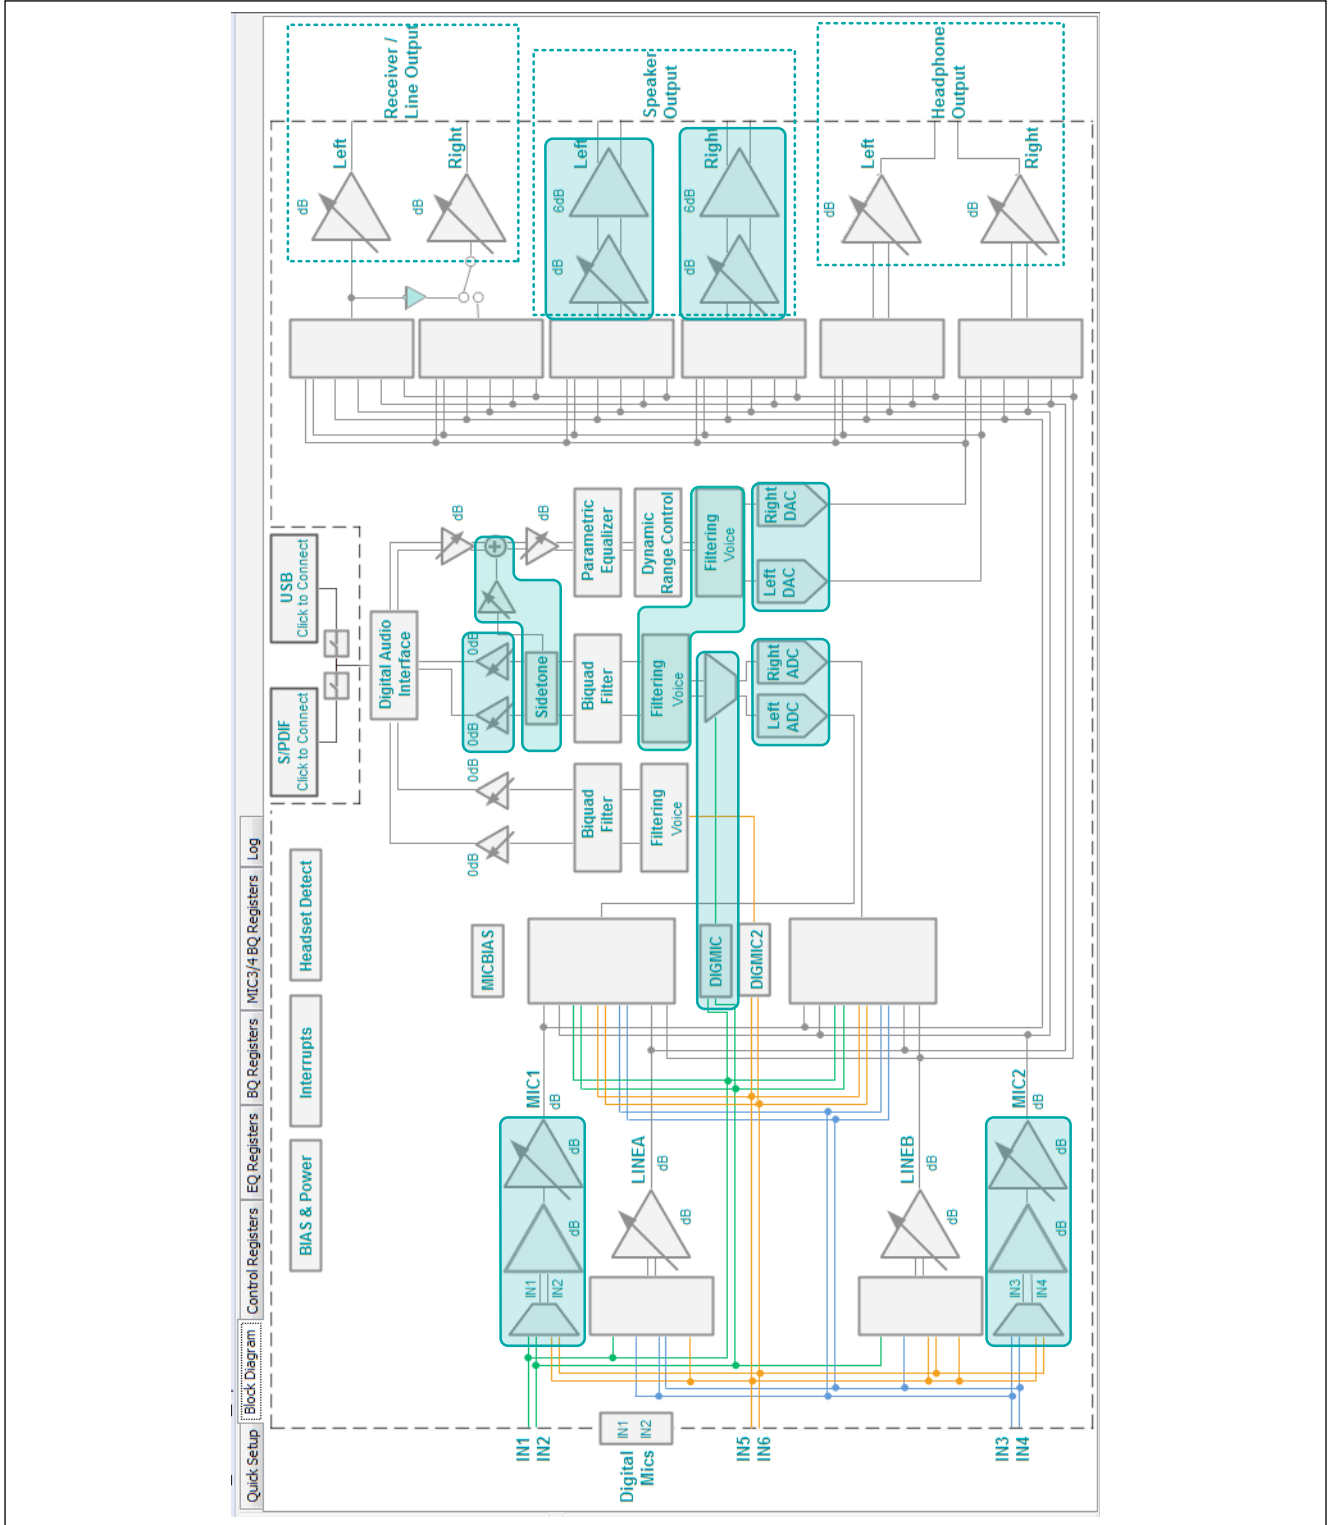 Quick Setup
Block Diagram
Control Registers
EQ Registers
BQ Registers
MIC3/4 BQ Registers
Log
BIAS & Power
Interrupts
Headset Detect
S/PDIF
Click to Connect
USB
Click to Connect
Digital Audio
Interface
0dB
0dB
0dB
0dB
dB
dB
Sidetone
Biquad
Filter
Biquad
Filter
Parametric
Equalizer
Dynamic
Range Control
Filtering
Voice
Filtering
Voice
Filtering
Voice
Left
ADC
Right
ADC
Left
DAC
Right
DAC
MICBIAS
DIGMIC
DIGMIC2
IN1
IN2
Digital
Mics
IN1
IN2
IN5
IN6
IN3
IN4
IN1
IN2
dB
dB
MIC1
dB
LINEA
dB
dB
LINEB
dB
dB
IN3
IN4
dB
dB
MIC2
dB
Receiver /
Line Output
Left
dB
Right
dB
Speaker
Output
Left
6dB
dB
Right
6dB
dB
Headphone
Output
Left
dB
Right
dB